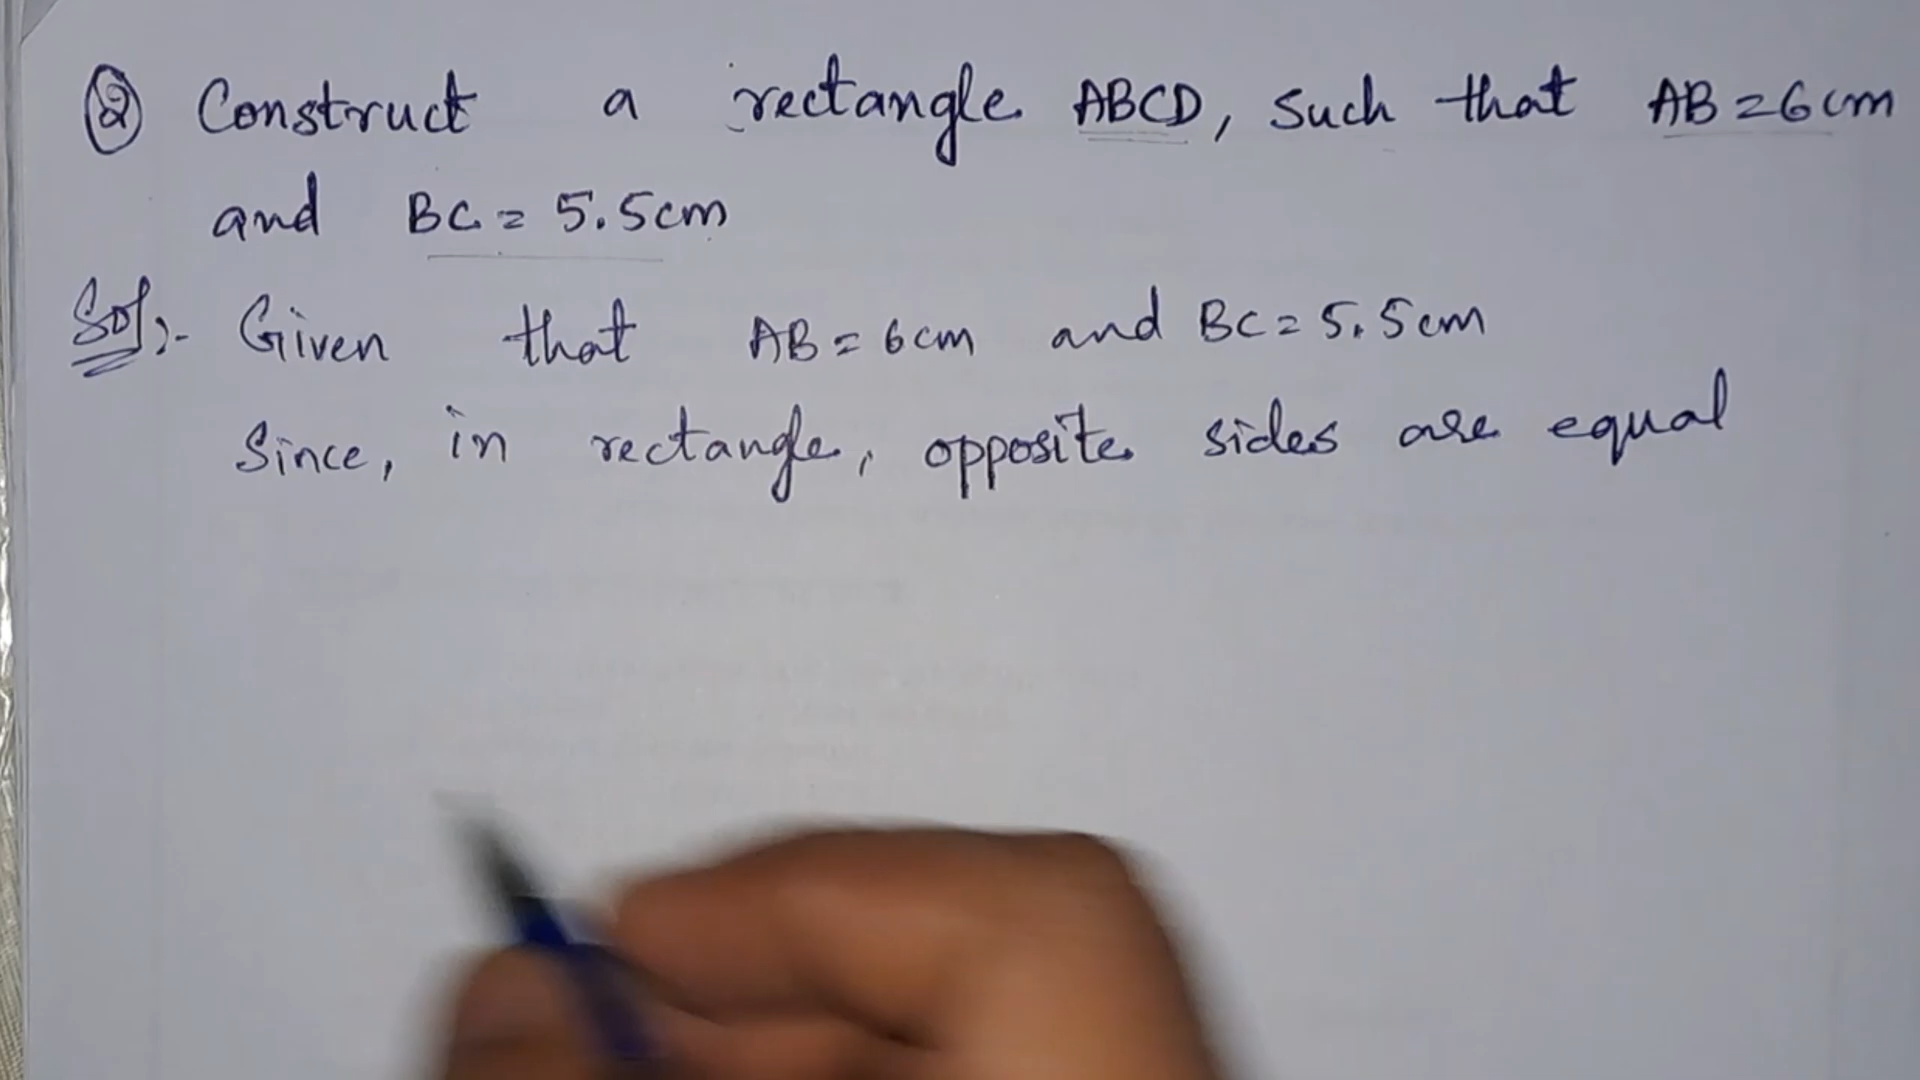 ② Construct a rectangle ABCD, such that AB = 6cm
and BC = 5.5cm
Sol:- Given that AB = 6cm and BC = 5.5cm
Since, in rectangle, opposite sides are equal